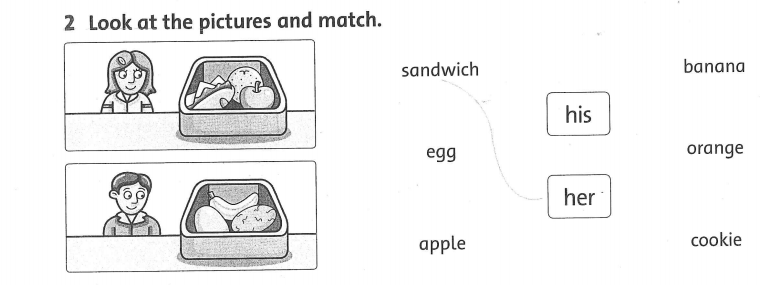 2 Look at the pictures and match.
sandwich
banana
his
egg
orange
her
apple
cookie